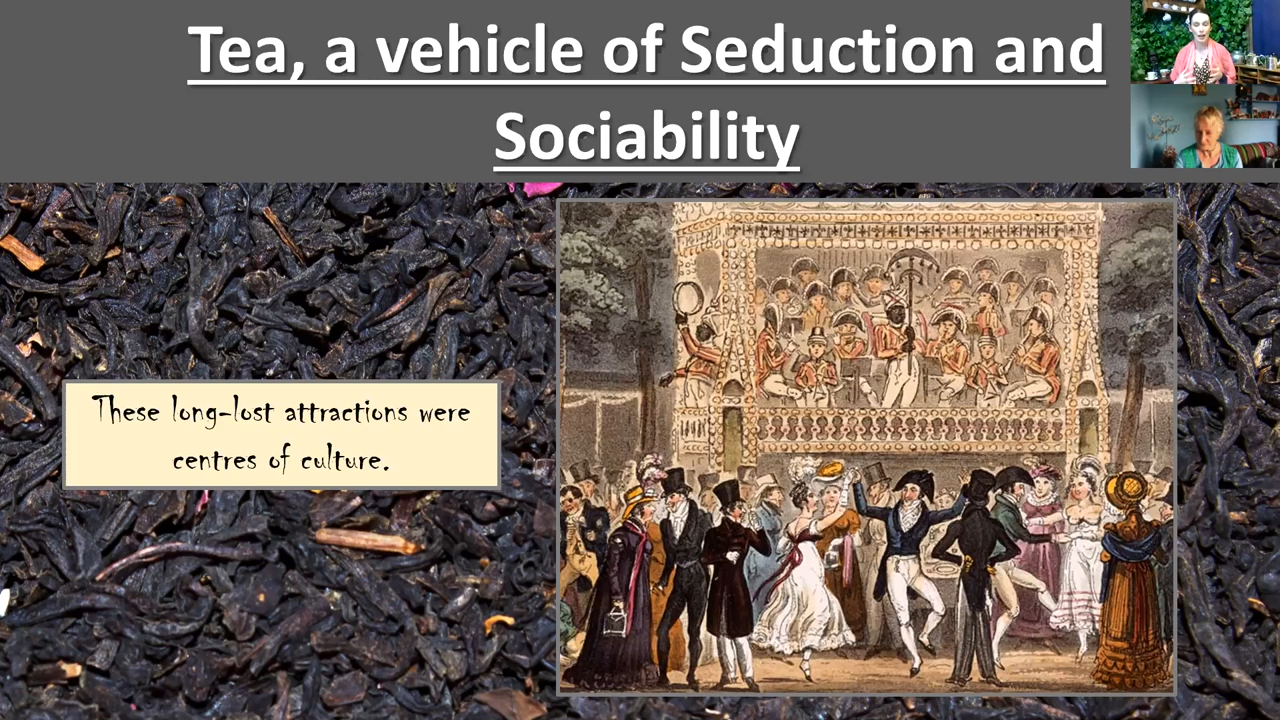 Tea, a vehicle of Seduction and
Sociability
These long-lost attractions were
centres of culture.